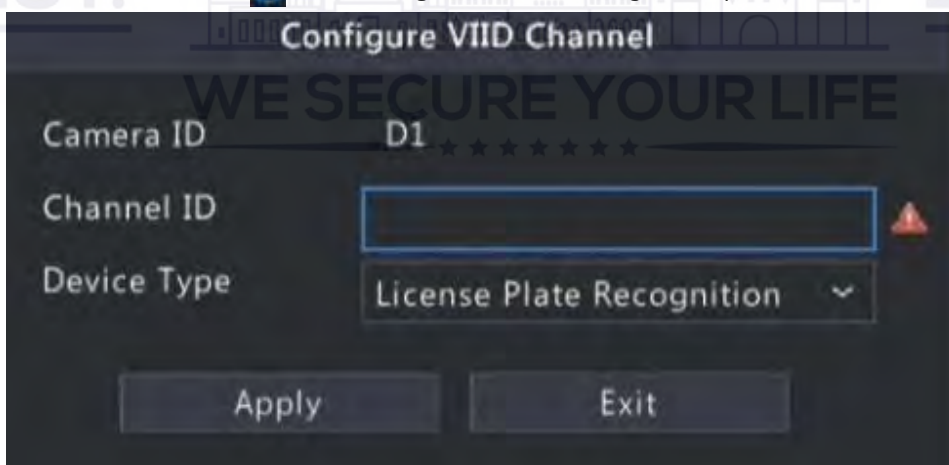 Configure VIID Channel
WE SECURE YOUR LIFE
Camera ID D1
Channel ID
Device Type License Plate Recognition
Apply Exit